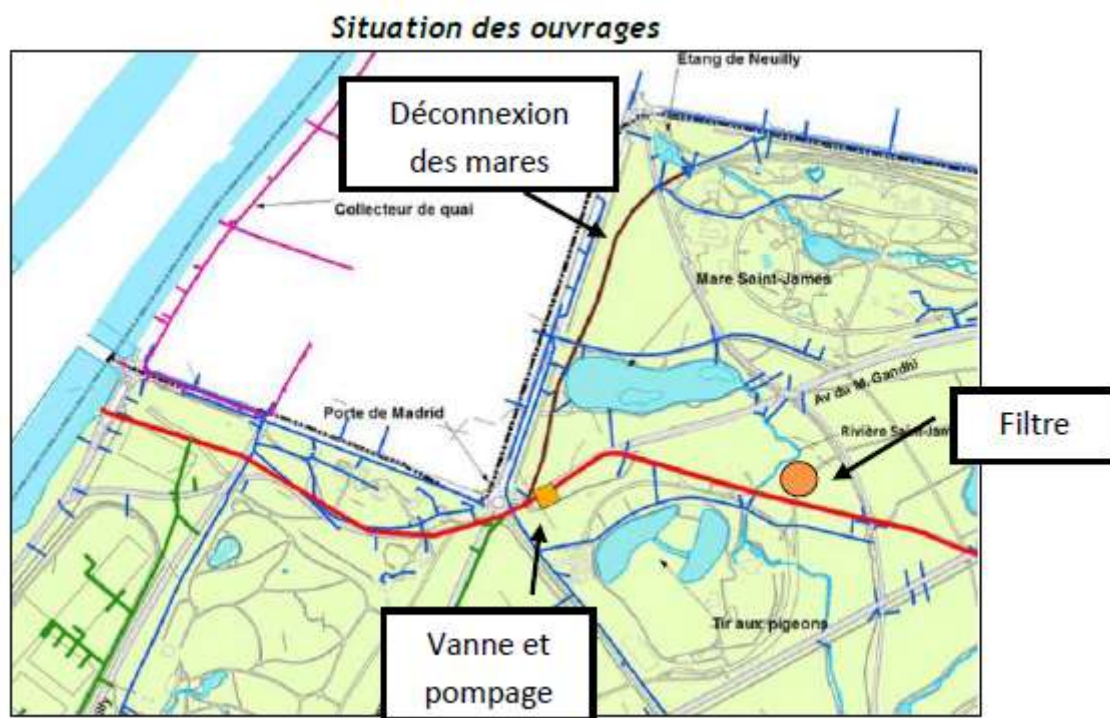 Situation des ouvrages
Etang de Neuilly
Déconnexion
des mares
Collecteur de quai
Mare Saint-James
Av du M. Gandhi
Porte de Madrid
Rivière Saint-Jam
Filtre
Tir aux pigeons
Vanne et
pompage